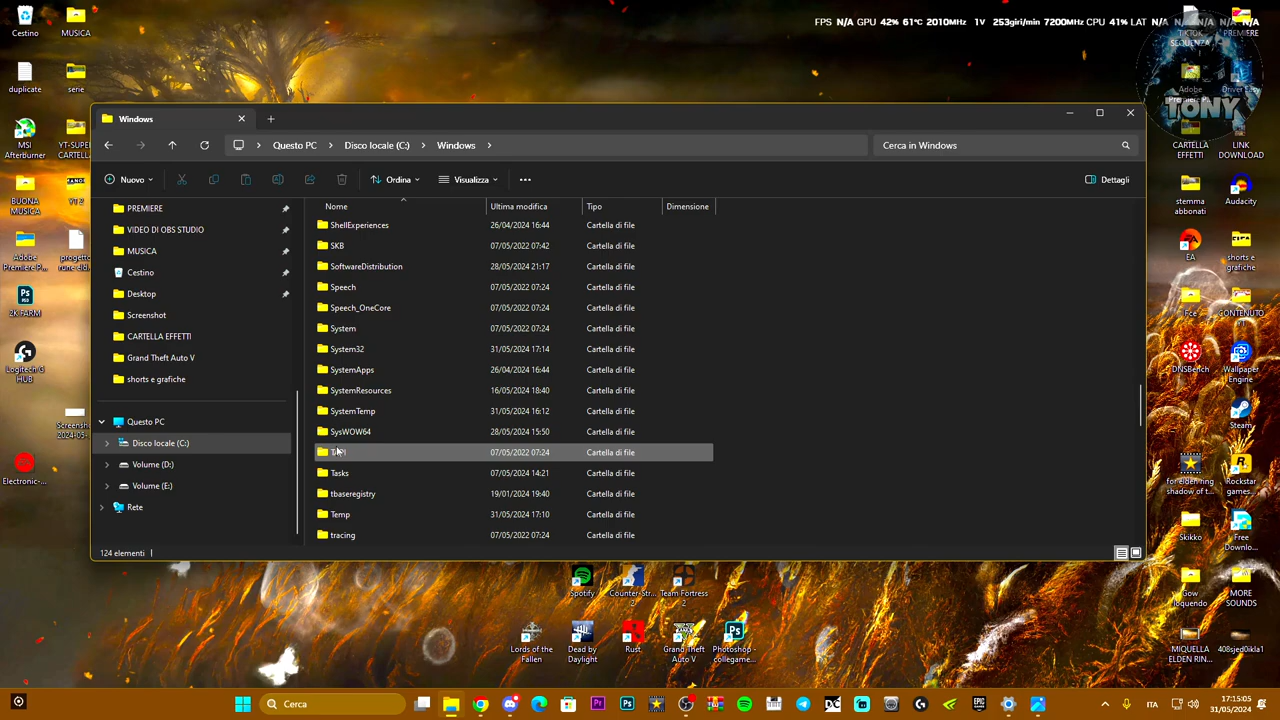 FPS N/A GPU 42% 61°C 2010MHz 1V 253giri/min 7200MHz CPU 41% LAT N/A N/A N/A N/A N/A
Cestino
MUSICA
TIKTOK SEQUENZA
PREMIERE
duplicate
serie
Adobe Premiere P...
Driver Easy
TONY
MSI Afterburner
YT-SUPER CARTELLA
CARTELLA EFFETTI
LINK DOWNLOAD
BUONA MUSICA
YT 2
stemma abbonati
Audacity
Adobe Premiere P...
EA
shorts e grafiche
2K FARM
Fce
Logitech G HUB
DNSBench
Wallpaper Engine
Steam
Electronic-...
for elden ring shadow of t...
Rockstar games...
Skikko
Free Downlo...
Gow loquendo
MORE SOUNDS
MIQUELLA ELDEN RIN...
408sjed0ikla1
Windows
Questo PC
Disco locale (C:)
Windows
Cerca in Windows
Nuovo
Ordina
Visualizza
Dettagli
Nome
Ultima modifica
Tipo
Dimensione
PREMIERE
VIDEO DI OBS STUDIO
MUSICA
Cestino
Desktop
Screenshot
CARTELLA EFFETTI
Grand Theft Auto V
shorts e grafiche
Questo PC
Disco locale (C:)
Volume (D:)
Volume (E:)
Rete
ShellExperiences 26/04/2024 16:44 Cartella di file
SKB 07/05/2022 07:42 Cartella di file
SoftwareDistribution 28/05/2024 21:17 Cartella di file
Speech 07/05/2022 07:24 Cartella di file
Speech_OneCore 07/05/2022 07:24 Cartella di file
System 07/05/2022 07:24 Cartella di file
System32 31/05/2024 17:14 Cartella di file
SystemApps 26/04/2024 16:44 Cartella di file
SystemResources 16/05/2024 18:40 Cartella di file
SystemTemp 31/05/2024 16:12 Cartella di file
SysWOW64 28/05/2024 15:50 Cartella di file
07/05/2022 07:24 Cartella di file
Tasks 07/05/2024 14:21 Cartella di file
tbaseregistry 19/01/2024 19:40 Cartella di file
Temp 31/05/2024 17:10 Cartella di file
tracing 07/05/2022 07:24 Cartella di file
124 elementi
Spotify
Counter-Str... 2
Team Fortress 2
Lords of the Fallen
Dead by Daylight
Rust
Grand Theft Auto V
Photoshop - collegame...
Cerca
ITA
17:15:05
31/05/2024